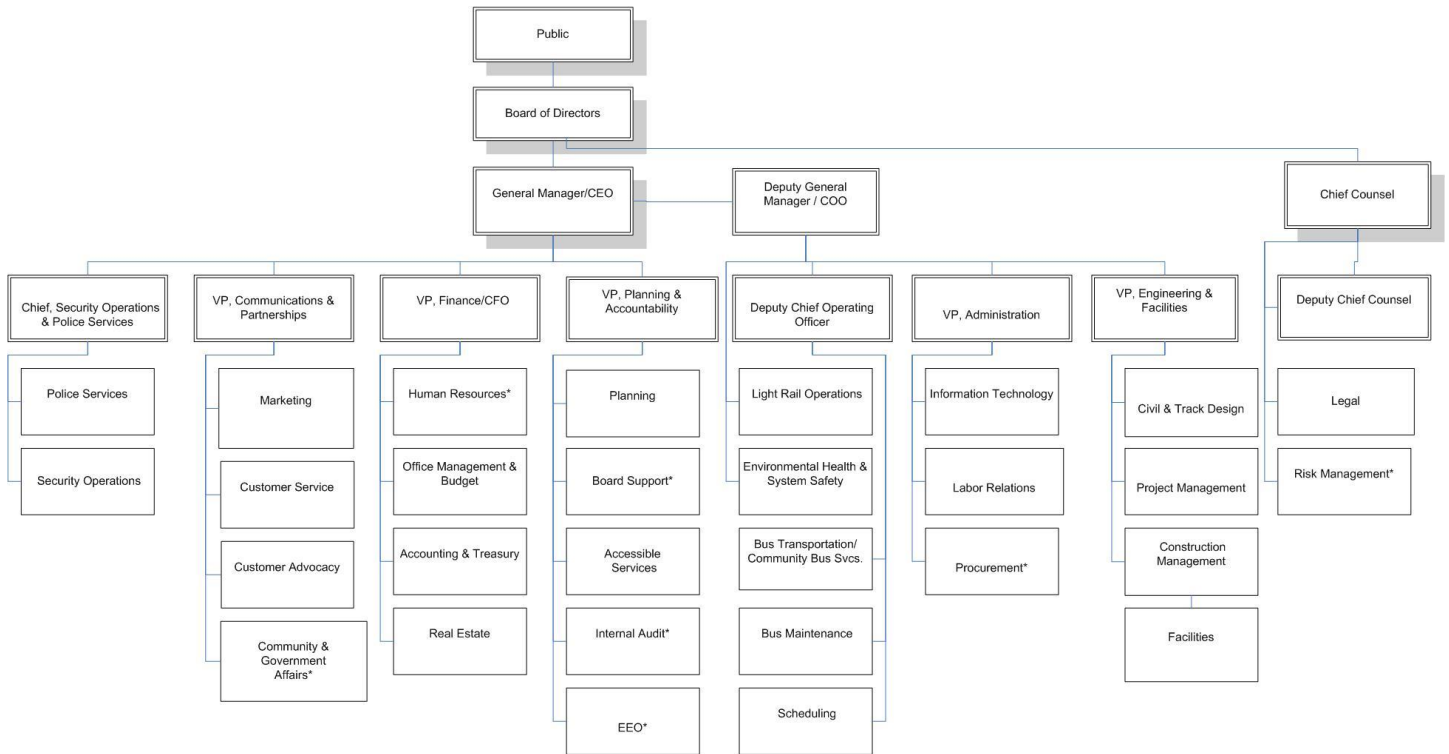 Public
Board of Directors
General Manager/CEO
Deputy General
Manager / COO
Chief Counsel
Chief, Security Operations
& Police Services
VP, Communications &
Partnerships
VP, Finance/CFO
VP, Planning &
Accountability
Deputy Chief Operating
Officer
VP, Administration
VP, Engineering &
Facilities
Deputy Chief Counsel
Police Services
Security Operations
Marketing
Customer Service
Customer Advocacy
Community &
Government
Affairs*
Human Resources*
Office Management &
Budget
Accounting & Treasury
Real Estate
Planning
Board Support*
Accessible
Services
Internal Audit*
EEO*
Light Rail Operations
Environmental Health &
System Safety
Bus Transportation/
Community Bus Svcs.
Bus Maintenance
Scheduling
Information Technology
Labor Relations
Procurement*
Civil & Track Design
Project Management
Construction
Management
Facilities
Legal
Risk Management*